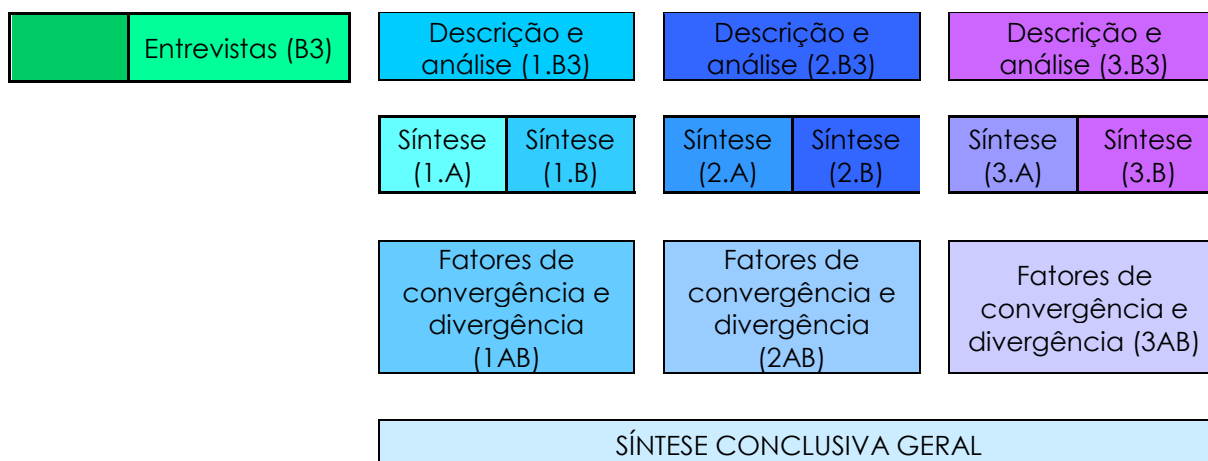 Entrevistas (B3)
Descrição e
análise (1.B3)
Descrição e
análise (2.B3)
Descrição e
análise (3.B3)
Síntese
(1.A)
Síntese
(1.B)
Síntese
(2.A)
Síntese
(2.B)
Síntese
(3.A)
Síntese
(3.B)
Fatores de
convergência e
divergência
(1AB)
Fatores de
convergência e
divergência
(2AB)
Fatores de
convergência e
divergência (3AB)
SÍNTESE CONCLUSIVA GERAL